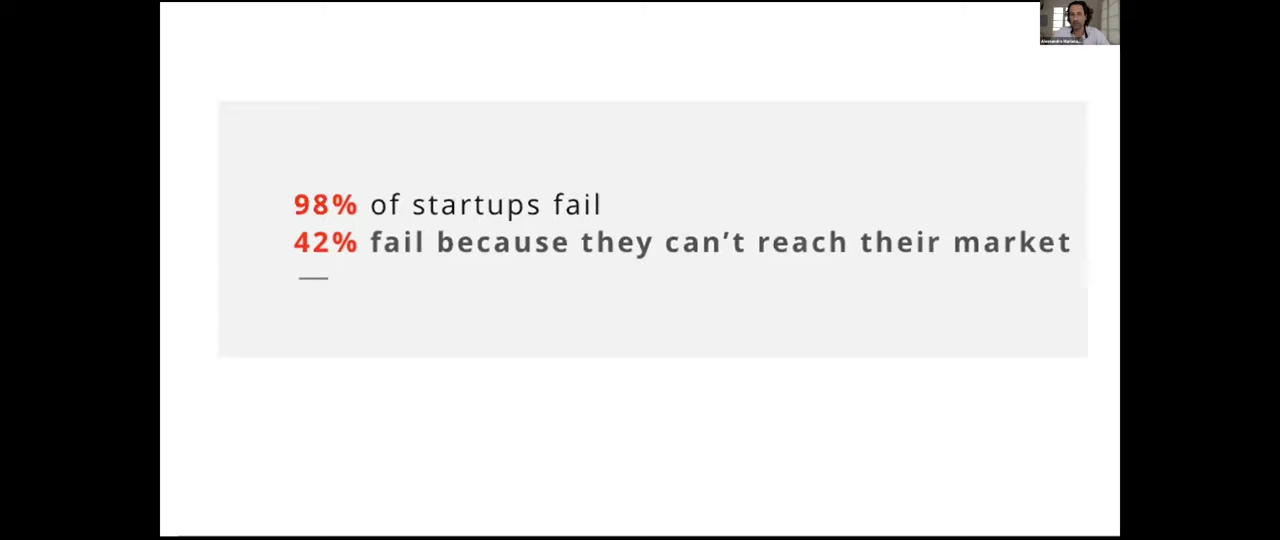 98% of startups fail
42% fail because they can’t reach their market